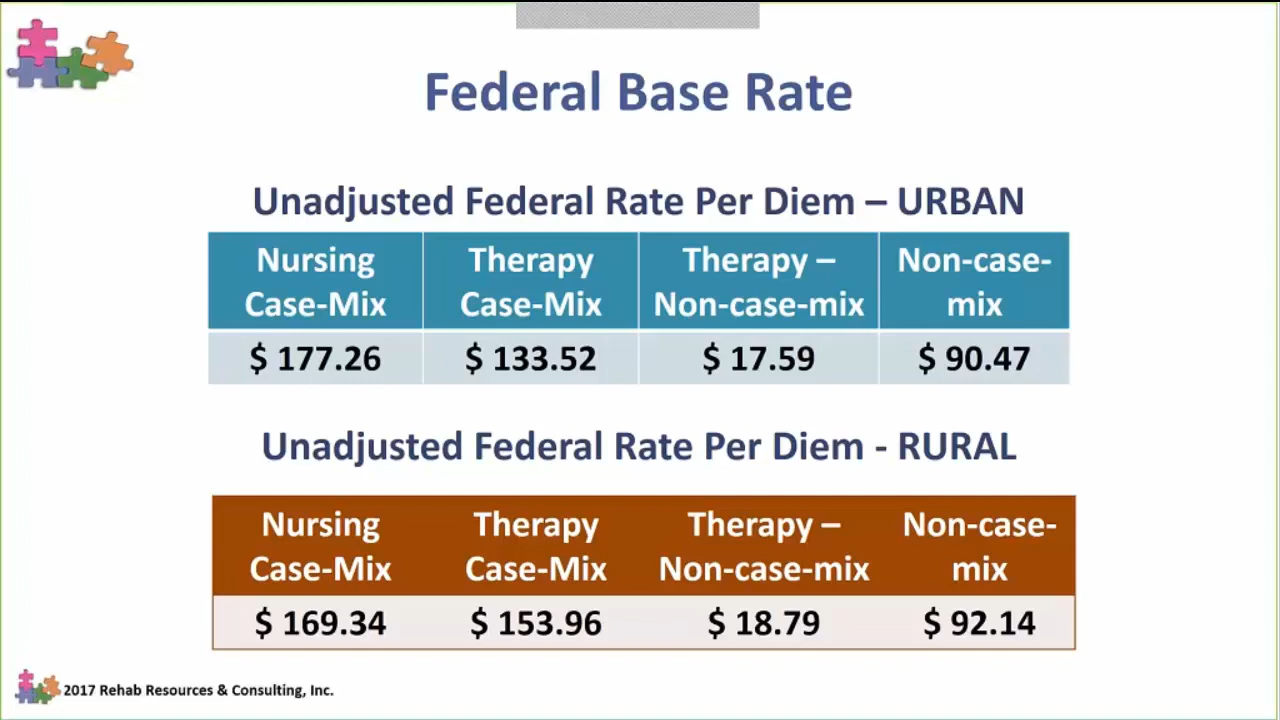 Federal Base Rate
Unadjusted Federal Rate Per Diem – URBAN
Nursing Case-Mix
Therapy Case-Mix
Therapy – Non-case-mix
Non-case-mix
$ 177.26
$ 133.52
$ 17.59
$ 90.47
Unadjusted Federal Rate Per Diem - RURAL
Nursing Case-Mix
Therapy Case-Mix
Therapy – Non-case-mix
Non-case-mix
$ 169.34
$ 153.96
$ 18.79
$ 92.14
2017 Rehab Resources & Consulting, Inc.